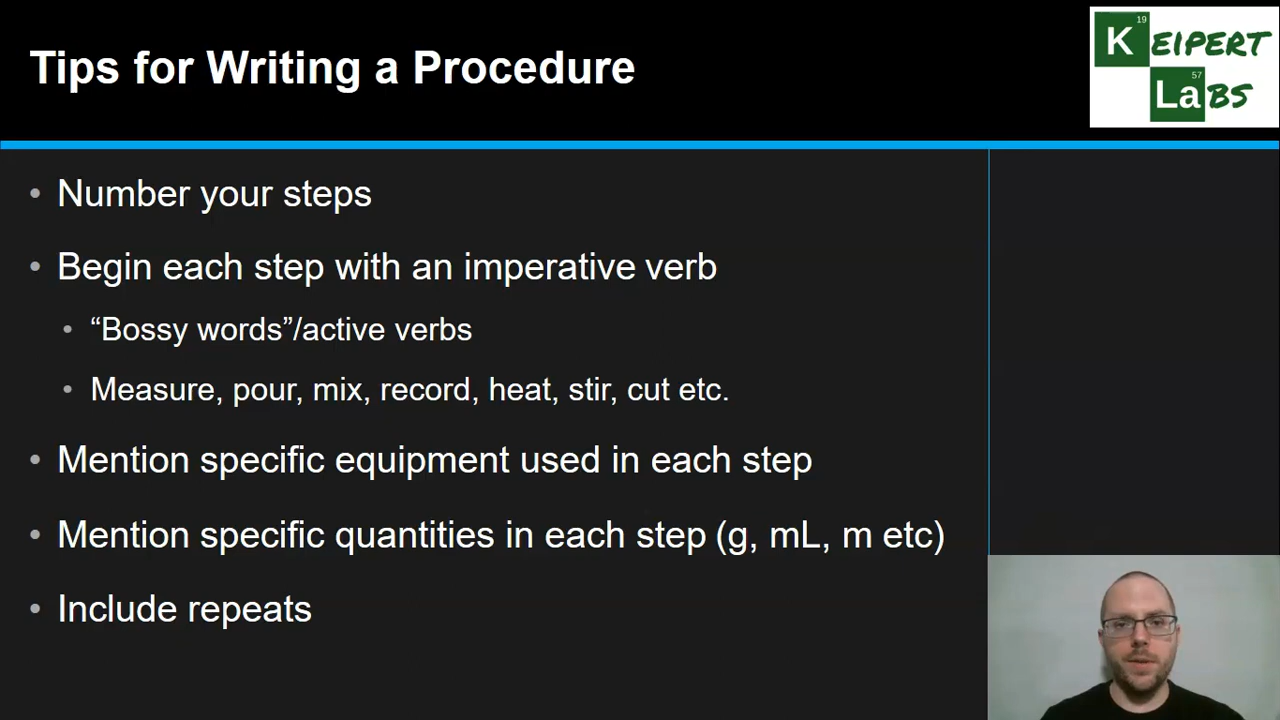 Tips for Writing a Procedure
19
KEIPERT
57
LaBS
Number your steps
Begin each step with an imperative verb
“Bossy words”/active verbs
Measure, pour, mix, record, heat, stir, cut etc.
Mention specific equipment used in each step
Mention specific quantities in each step (g, mL, m etc)
Include repeats